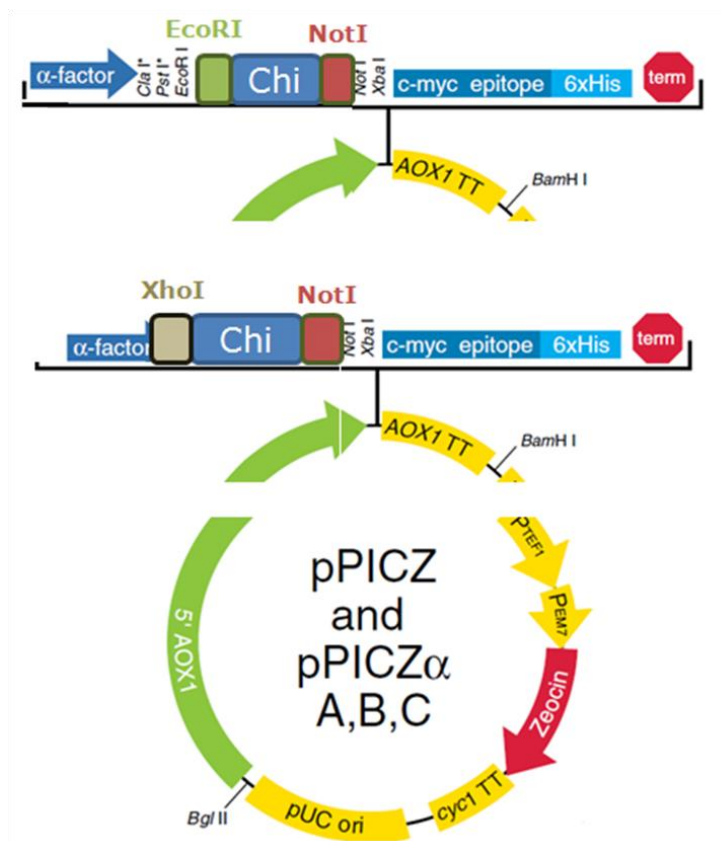 EcoRI NotI
α-factor Cla I* Pst I* EcoR I Chi Not I Xba I c-myc epitope 6xHis term
AOX1 TT
BamH I
XhoI NotI
α-factor Chi Not I Xba I c-myc epitope 6xHis term
AOX1 TT
BamH I
PTEF1
PEM7
Zeocin
cyc1 TT
pUC ori
Bgl II
5' AOX1
pPICZ
and
pPICZα
A,B,C